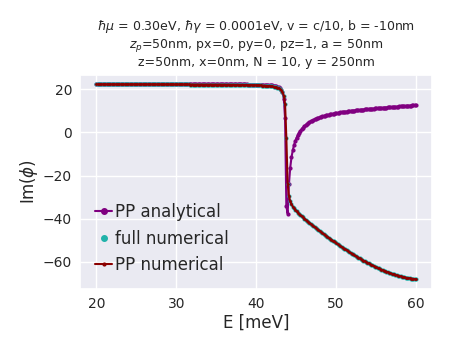 ℏμ = 0.30eV, ℏγ = 0.0001eV, v = c/10, b = -10nm
zₚ=50nm, px=0, py=0, pz=1, a = 50nm
z=50nm, x=0nm, N = 10, y = 250nm
20
0
−20
−40
−60
Im(ϕ)
PP analytical
full numerical
PP numerical
20 30 40 50 60
E [meV]